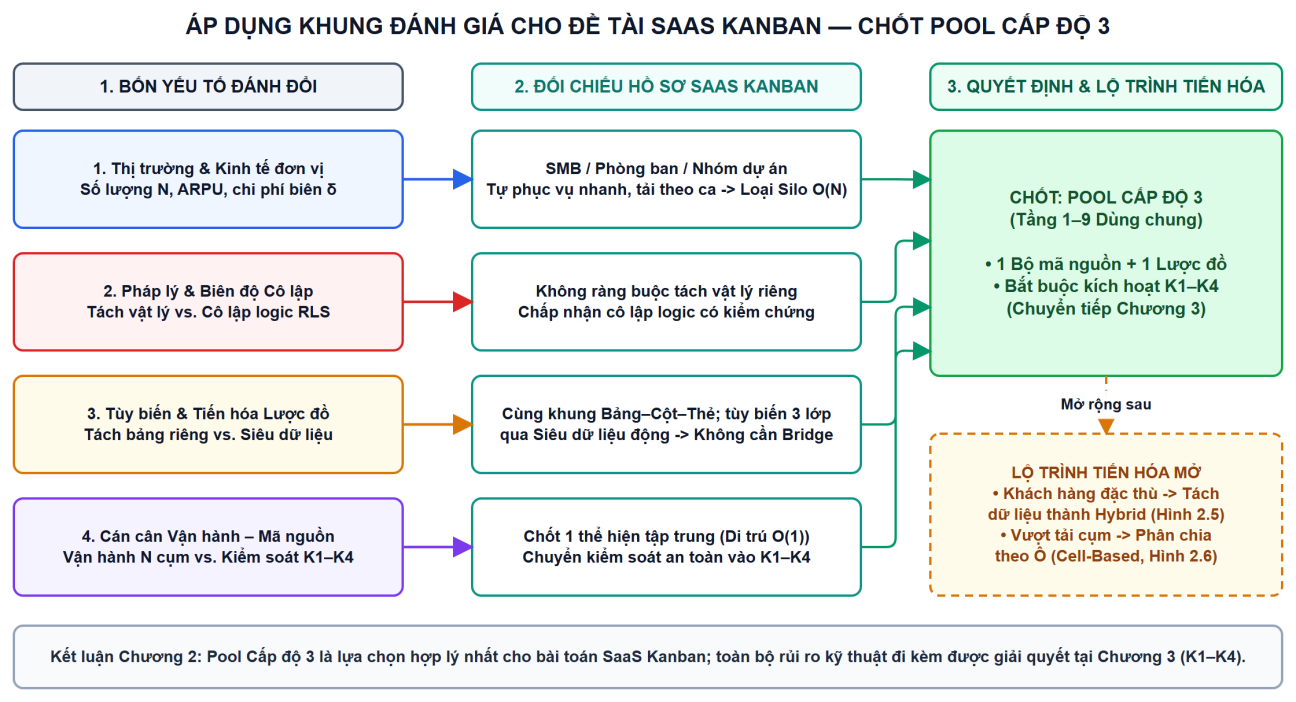 ÁP DỤNG KHUNG ĐÁNH GIÁ CHO ĐỀ TÀI SAAS KANBAN — CHỐT POOL CẤP ĐỘ 3
1. BỐN YẾU TỐ ĐÁNH ĐỔI
2. ĐỐI CHIẾU HỒ SƠ SAAS KANBAN
3. QUYẾT ĐỊNH & LỘ TRÌNH TIẾN HÓA
1. Thị trường & Kinh tế đơn vị
Số lượng N, ARPU, chi phí biên δ
SMB / Phòng ban / Nhóm dự án
Tự phục vụ nhanh, tải theo ca -> Loại Silo O(N)
CHỐT: POOL CẤP ĐỘ 3
(Tầng 1–9 Dùng chung)
• 1 Bộ mã nguồn + 1 Lược đồ
• Bắt buộc kích hoạt K1–K4
(Chuyển tiếp Chương 3)
2. Pháp lý & Biên độ Cô lập
Tách vật lý vs. Cô lập logic RLS
Không ràng buộc tách vật lý riêng
Chấp nhận cô lập logic có kiểm chứng
3. Tùy biến & Tiến hóa Lược đồ
Tách bảng riêng vs. Siêu dữ liệu
Cùng khung Bảng–Cột–Thẻ; tùy biến 3 lớp
qua Siêu dữ liệu động -> Không cần Bridge
Mở rộng sau
4. Cán cân Vận hành – Mã nguồn
Vận hành N cụm vs. Kiểm soát K1–K4
Chốt 1 thể hiện tập trung (Di trú O(1))
Chuyển kiểm soát an toàn vào K1–K4
LỘ TRÌNH TIẾN HÓA MỞ
• Khách hàng đặc thù -> Tách
dữ liệu thành Hybrid (Hình 2.5)
• Vượt tải cụm -> Phân chia
theo Ô (Cell-Based, Hình 2.6)
Kết luận Chương 2: Pool Cấp độ 3 là lựa chọn hợp lý nhất cho bài toán SaaS Kanban; toàn bộ rủi ro kỹ thuật đi kèm được giải quyết tại Chương 3 (K1–K4).